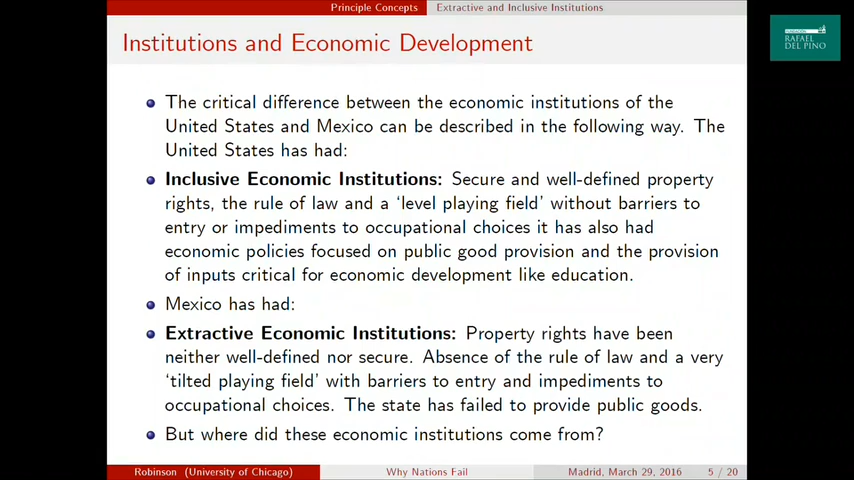 Principle Concepts Extractive and Inclusive Institutions
FUNDACIÓN
RAFAEL
DEL PINO
Institutions and Economic Development
The critical difference between the economic institutions of the
United States and Mexico can be described in the following way. The
United States has had:
Inclusive Economic Institutions: Secure and well-defined property
rights, the rule of law and a ‘level playing field’ without barriers to
entry or impediments to occupational choices it has also had
economic policies focused on public good provision and the provision
of inputs critical for economic development like education.
Mexico has had:
Extractive Economic Institutions: Property rights have been
neither well-defined nor secure. Absence of the rule of law and a very
‘tilted playing field’ with barriers to entry and impediments to
occupational choices. The state has failed to provide public goods.
But where did these economic institutions come from?
Robinson (University of Chicago) Why Nations Fail Madrid, March 29, 2016 5 / 20